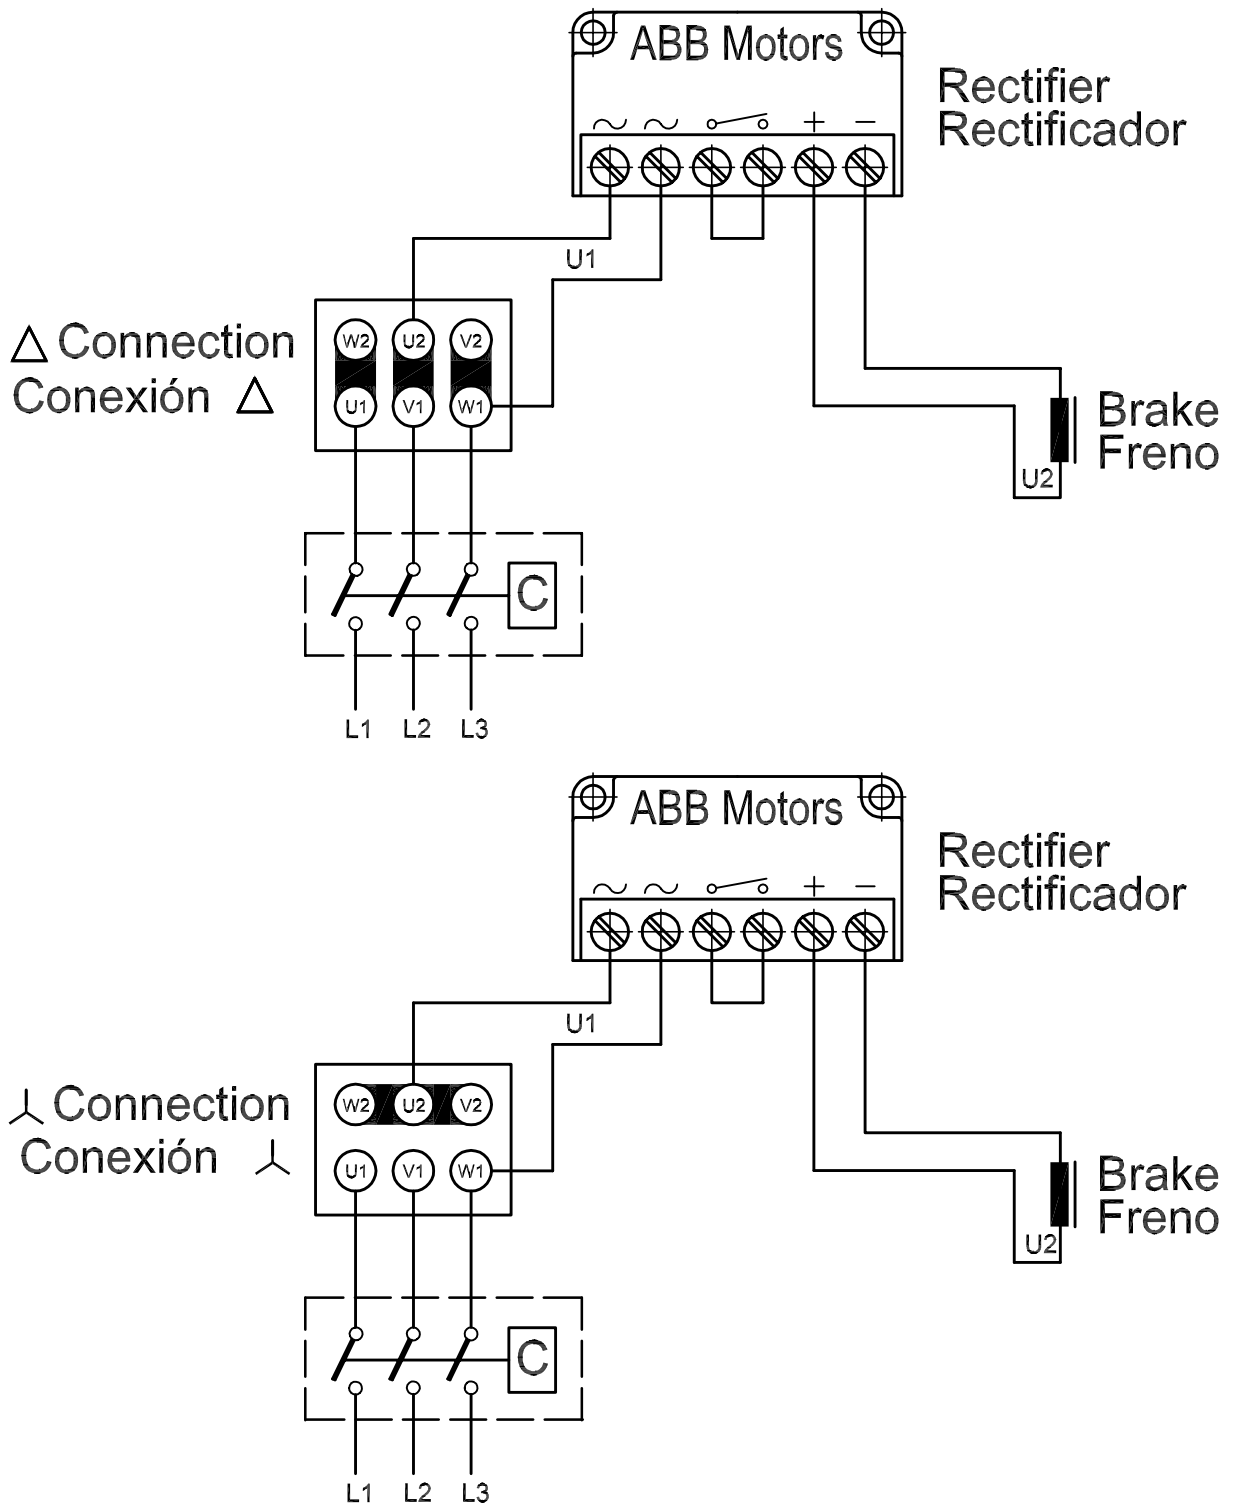 ABB Motors
Rectifier
Rectificador
~ ~ + −
U1
△ Connection
Conexión △
W2 U2 V2
U1 V1 W1
Brake
Freno
U2
C
L1 L2 L3
ABB Motors
Rectifier
Rectificador
~ ~ + −
U1
⅄ Connection
Conexión ⅄
W2 U2 V2
U1 V1 W1
Brake
Freno
U2
C
L1 L2 L3